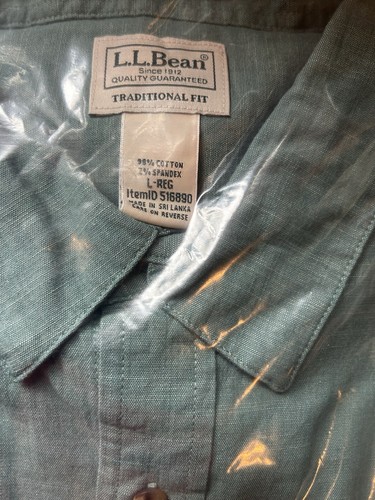 L.L.Bean®
Since 1912
QUALITY GUARANTEED
TRADITIONAL FIT
98% COTTON
2% SPANDEX
L-REG
ItemID 516890
MADE IN SRI LANKA
CARE ON REVERSE